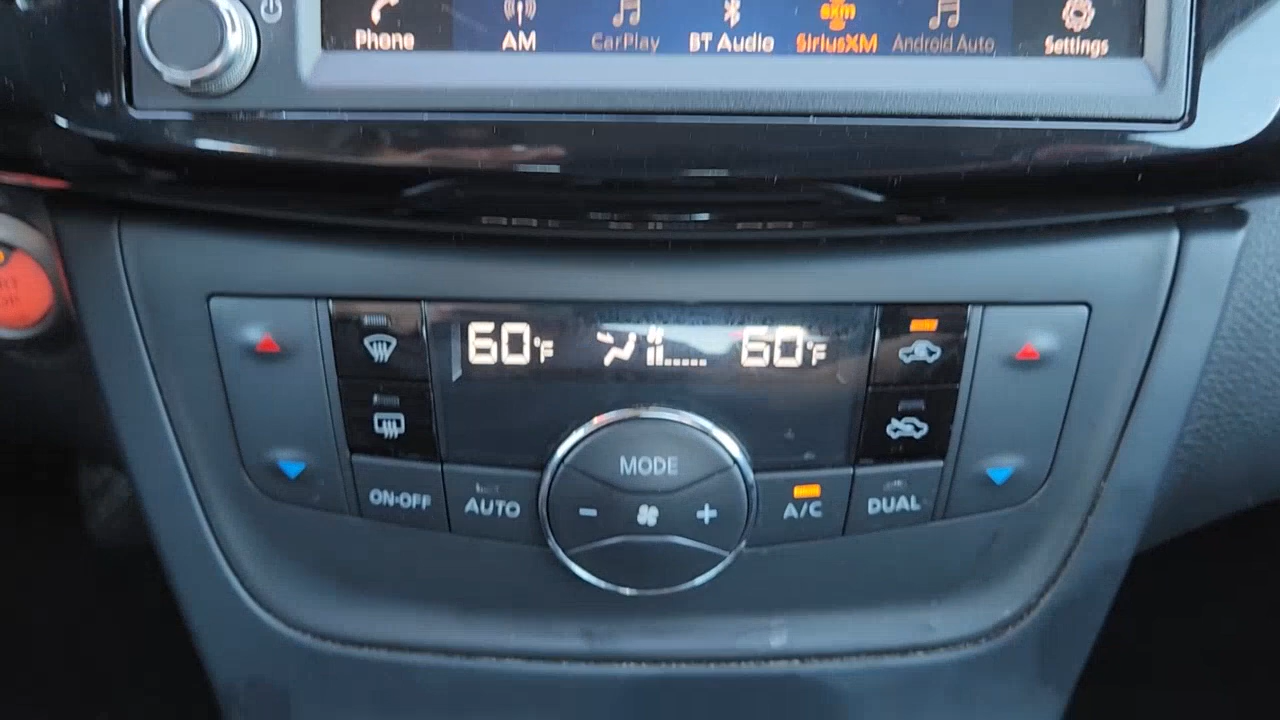 Phone
AM
CarPlay
BT Audio
SiriusXM
Android Auto
Settings
60°F
60°F
MODE
ON·OFF
AUTO
- +
A/C
DUAL